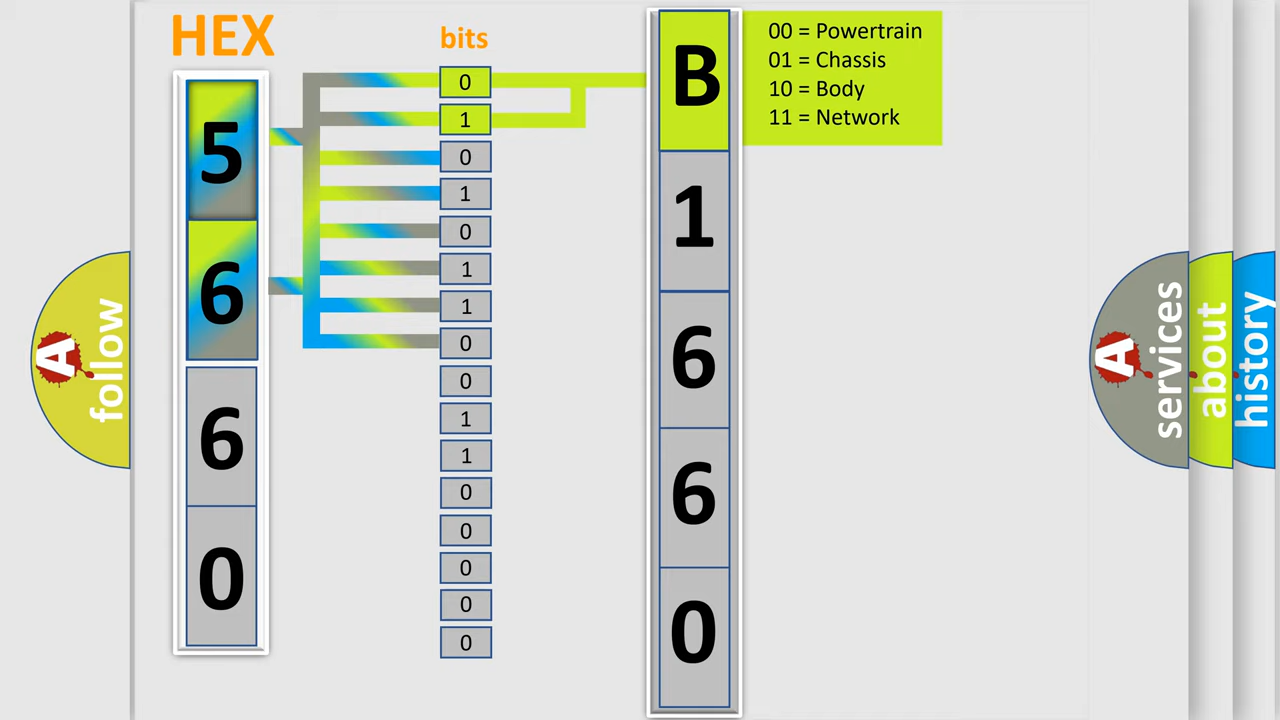 HEX
5
6
6
0
bits
0
1
0
1
0
1
1
0
0
1
1
0
0
0
0
0
B
1
6
6
0
00 = Powertrain
01 = Chassis
10 = Body
11 = Network
A
follow
A
services
about
history